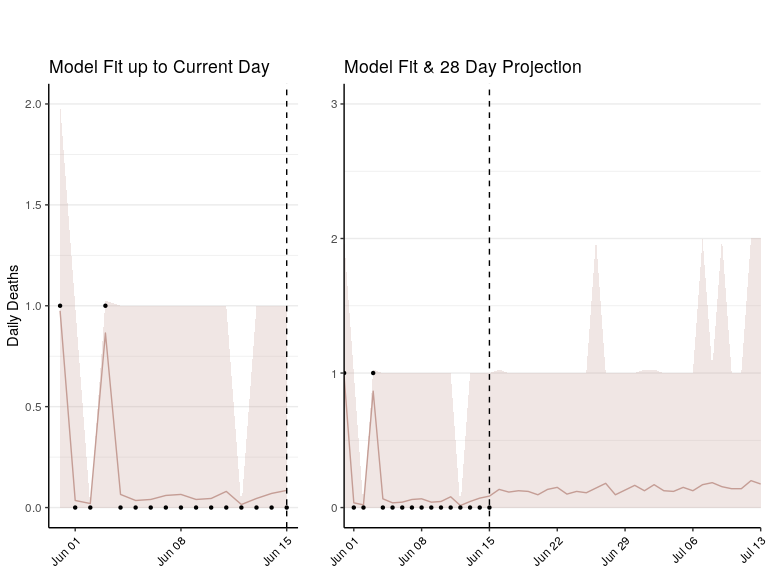 Model Fit up to Current Day
Daily Deaths
2.0
1.5
1.0
0.5
0.0
Jun 01
Jun 08
Jun 15
Model Fit & 28 Day Projection
3
2
1
0
Jun 01
Jun 08
Jun 15
Jun 22
Jun 29
Jul 06
Jul 13